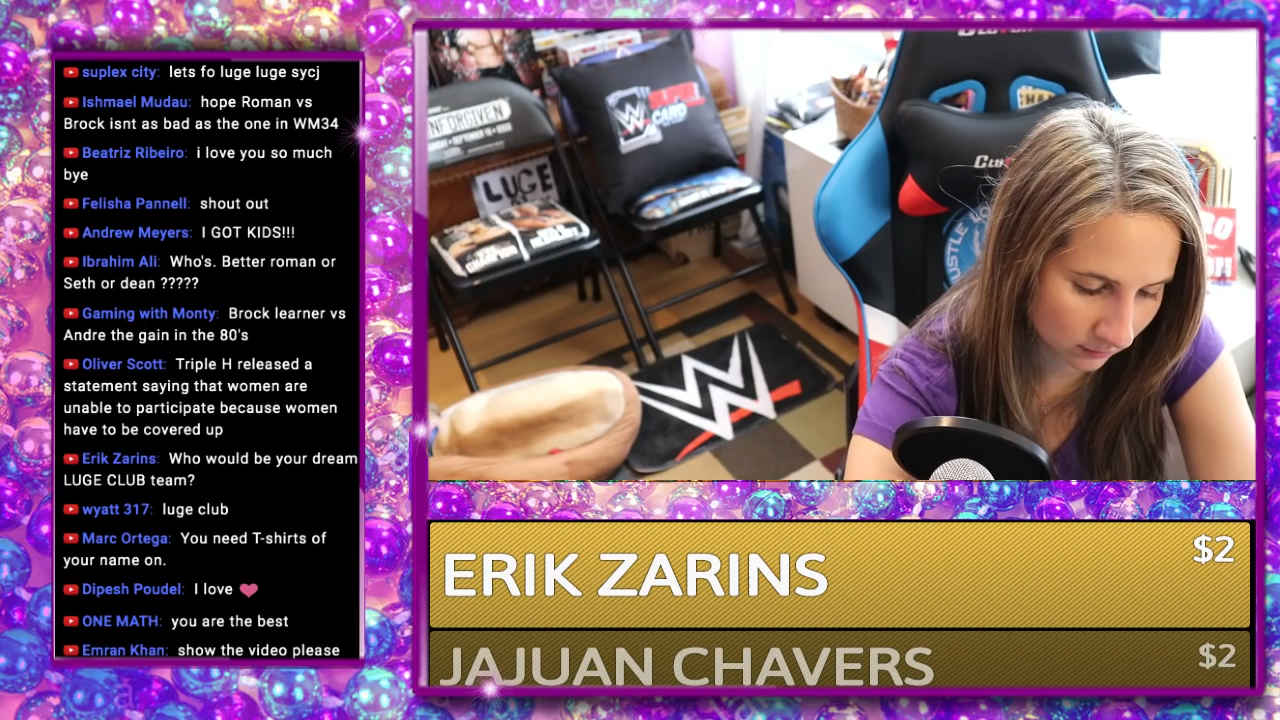 suplex city: lets fo luge luge sycj
Ishmael Mudau: hope Roman vs
Brock isnt as bad as the one in WM34
Beatriz Ribeiro: i love you so much
bye
Felisha Pannell: shout out
Andrew Meyers: I GOT KIDS!!!
Ibrahim Ali: Who's. Better roman or
Seth or dean ?????
Gaming with Monty: Brock learner vs
Andre the gain in the 80's
Oliver Scott: Triple H released a
statement saying that women are
unable to participate because women
have to be covered up
Erik Zarins: Who would be your dream
LUGE CLUB team?
wyatt 317: luge club
Marc Ortega: You need T-shirts of
your name on.
Dipesh Poudel: I love ❤
ONE MATH: you are the best
Emran Khan: show the video please
NFORGIVEN
LUGE
CARD
W
ERIK ZARINS
$2
JAJUAN CHAVERS
$2